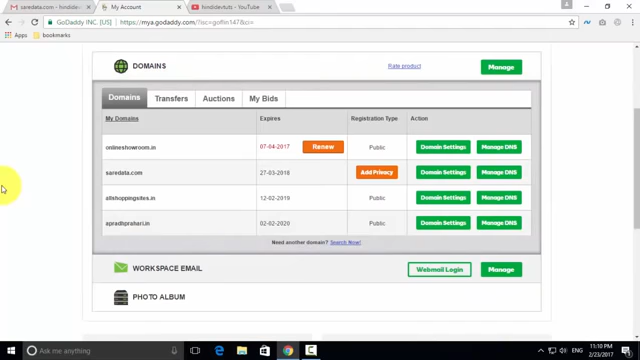 saredata.com - hinddevt
My Account
hinddevtuts - YouTube
GoDaddy INC. [US]
https://mya.godaddy.com/?isc=goffin147&ci=
Apps
bookmarks
DOMAINS
Rate product
Manage
Domains
Transfers
Auctions
My Bids
My Domains
Expires
Registration Type
Action
onlineshowroom.in
07-04-2017
Renew
Public
Domain Settings
Manage DNS
saredata.com
27-03-2018
Add Privacy
Domain Settings
Manage DNS
allshoppingsites.in
12-02-2019
Public
Domain Settings
Manage DNS
apradhprahari.in
02-02-2020
Public
Domain Settings
Manage DNS
Need another domain? Search Now!
WORKSPACE EMAIL
Webmail Login
Manage
PHOTO ALBUM
Ask me anything
ENG
11:10 PM
2/23/2017